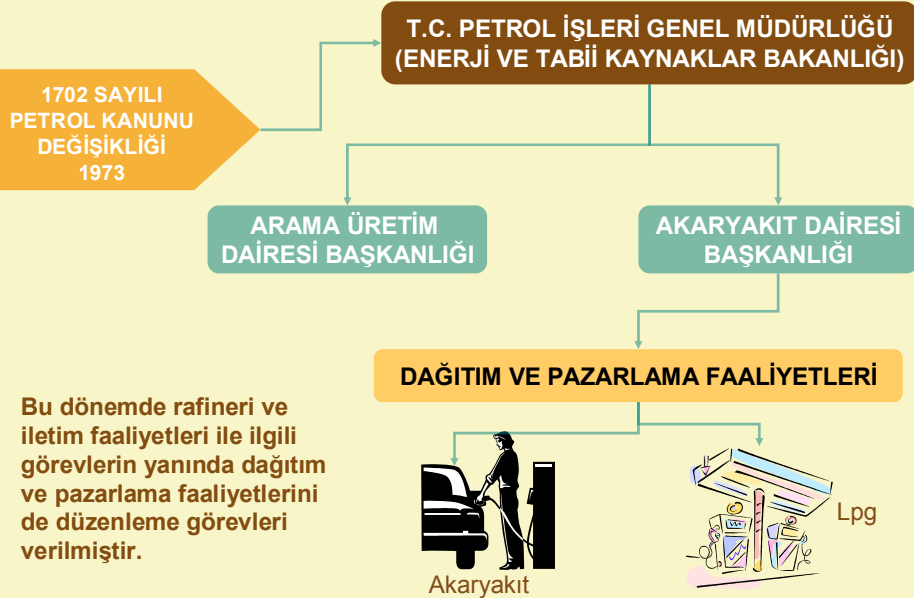 T.C. PETROL İŞLERİ GENEL MÜDÜRLÜĞÜ
(ENERJİ VE TABİİ KAYNAKLAR BAKANLIĞI)
1702 SAYILI
PETROL KANUNU
DEĞİŞİKLİĞİ
1973
ARAMA ÜRETİM
DAİRESİ BAŞKANLIĞI
AKARYAKIT DAİRESİ
BAŞKANLIĞI
DAĞITIM VE PAZARLAMA FAALİYETLERİ
Bu dönemde rafineri ve
iletim faaliyetleri ile ilgili
görevlerin yanında dağıtım
ve pazarlama faaliyetlerini
de düzenleme görevleri
verilmiştir.
Akaryakıt
Lpg